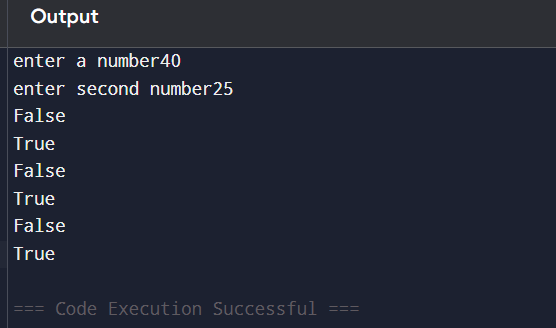 Output
enter a number40
enter second number25
False
True
False
True
False
True
=== Code Execution Successful ===